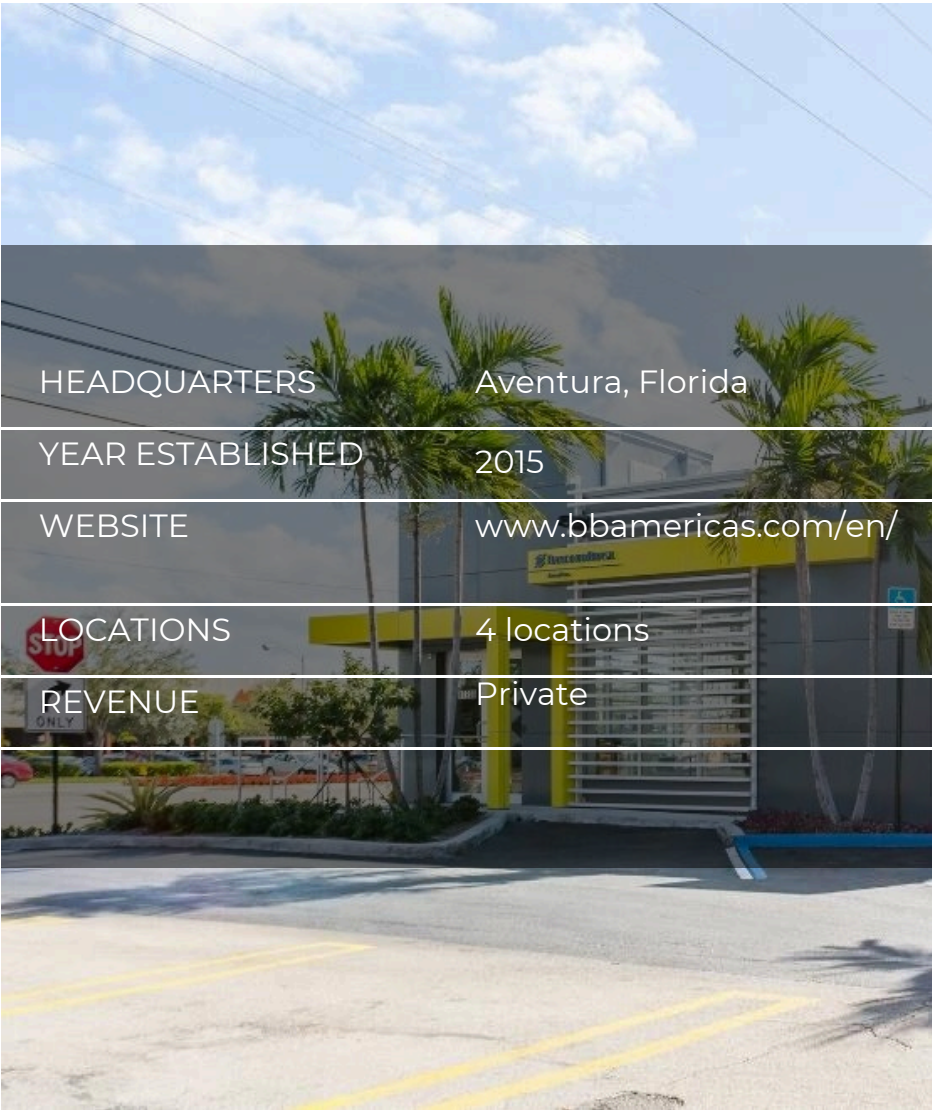 HEADQUARTERS Aventura, Florida
YEAR ESTABLISHED 2015
WEBSITE www.bbamericas.com/en/
LOCATIONS 4 locations
STOP
REVENUE Private
ONLY